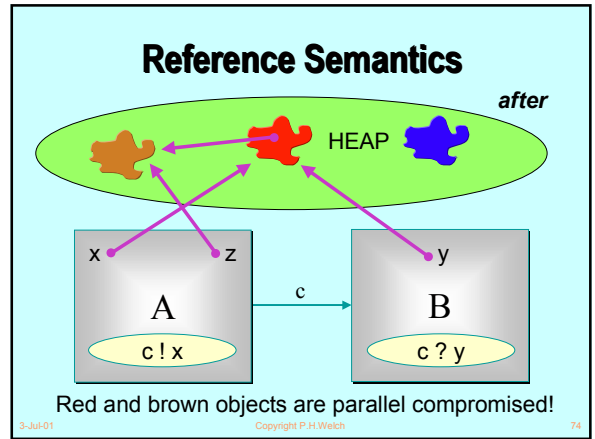 Reference Semantics
after
HEAP
x
z
y
c
A
B
c ! x
c ? y
Red and brown objects are parallel compromised!
3-Jul-01
Copyright P.H.Welch
74